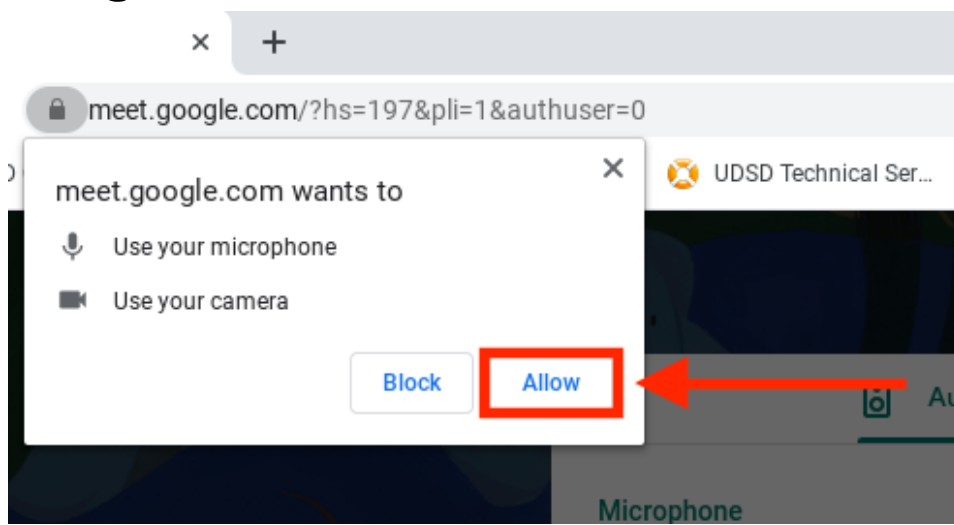 meet.google.com/?hs=197&pli=1&authuser=0
UDSD Technical Ser...
meet.google.com wants to
Use your microphone
Use your camera
Block
Allow
Microphone